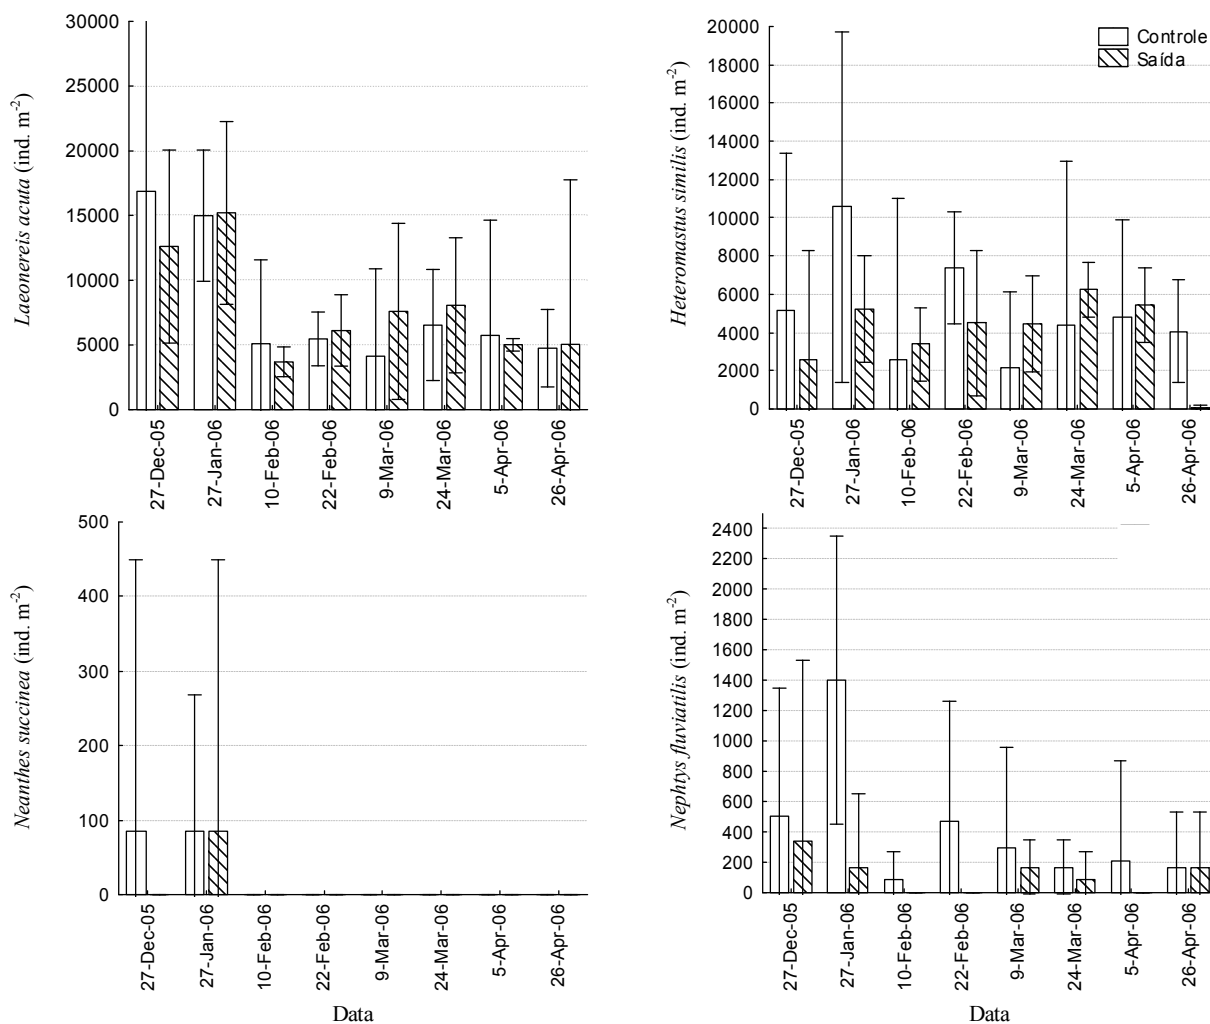 30000
25000
20000
15000
10000
5000
0
Laeonereis acuta (ind. m-2)
27-Dec-05
27-Jan-06
10-Feb-06
22-Feb-06
9-Mar-06
24-Mar-06
5-Apr-06
26-Apr-06
20000
18000
16000
14000
12000
10000
8000
6000
4000
2000
0
Heteromastus similis (ind. m-2)
Controle
Saída
27-Dec-05
27-Jan-06
10-Feb-06
22-Feb-06
9-Mar-06
24-Mar-06
5-Apr-06
26-Apr-06
500
400
300
200
100
0
Neanthes succinea (ind. m-2)
27-Dec-05
27-Jan-06
10-Feb-06
22-Feb-06
9-Mar-06
24-Mar-06
5-Apr-06
26-Apr-06
Data
2400
2200
2000
1800
1600
1400
1200
1000
800
600
400
200
0
Nephtys fluviatilis (ind. m-2)
27-Dec-05
27-Jan-06
10-Feb-06
22-Feb-06
9-Mar-06
24-Mar-06
5-Apr-06
26-Apr-06
Data